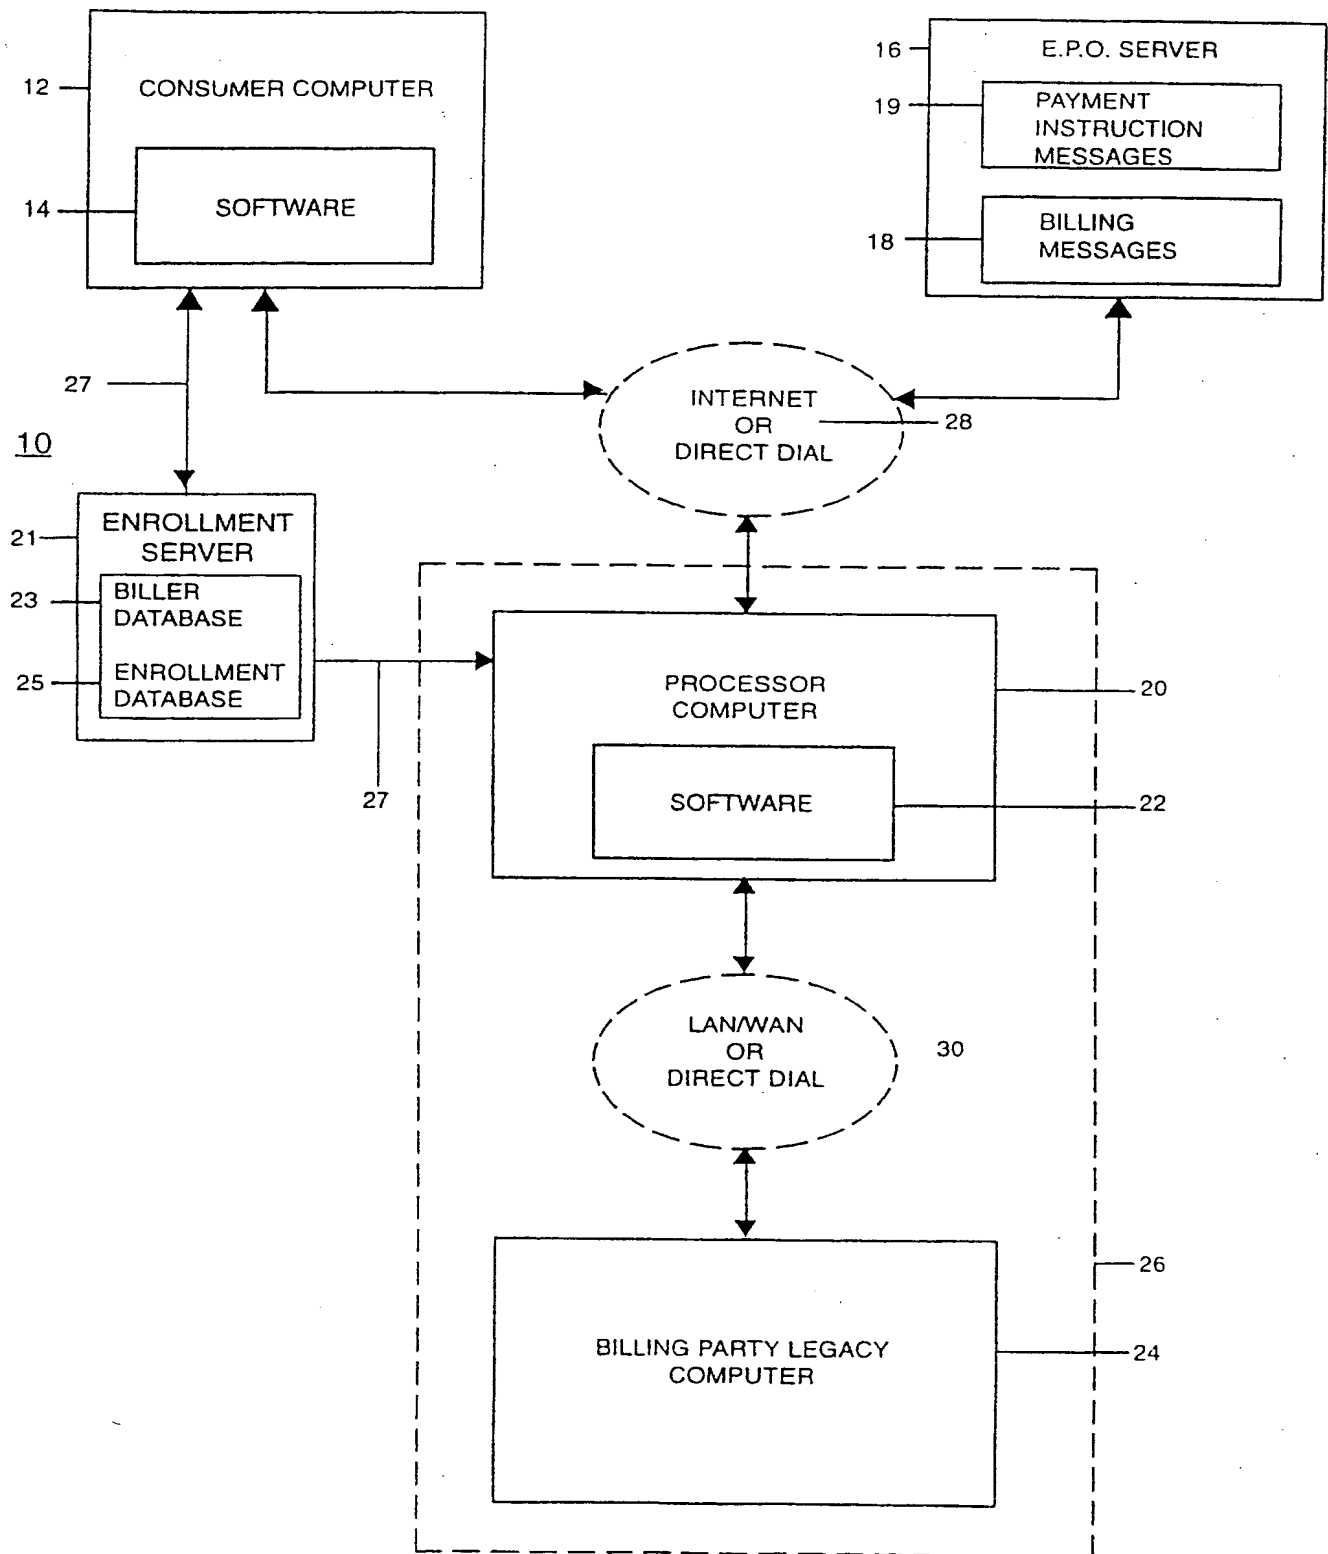 12
CONSUMER COMPUTER
14
SOFTWARE
16
E.P.O. SERVER
19
PAYMENT
INSTRUCTION
MESSAGES
18
BILLING
MESSAGES
27
INTERNET
OR
DIRECT DIAL
28
10
21
ENROLLMENT
SERVER
23
BILLER
DATABASE
25
ENROLLMENT
DATABASE
27
PROCESSOR
COMPUTER
20
SOFTWARE
22
LAN/WAN
OR
DIRECT DIAL
30
26
BILLING PARTY LEGACY
COMPUTER
24